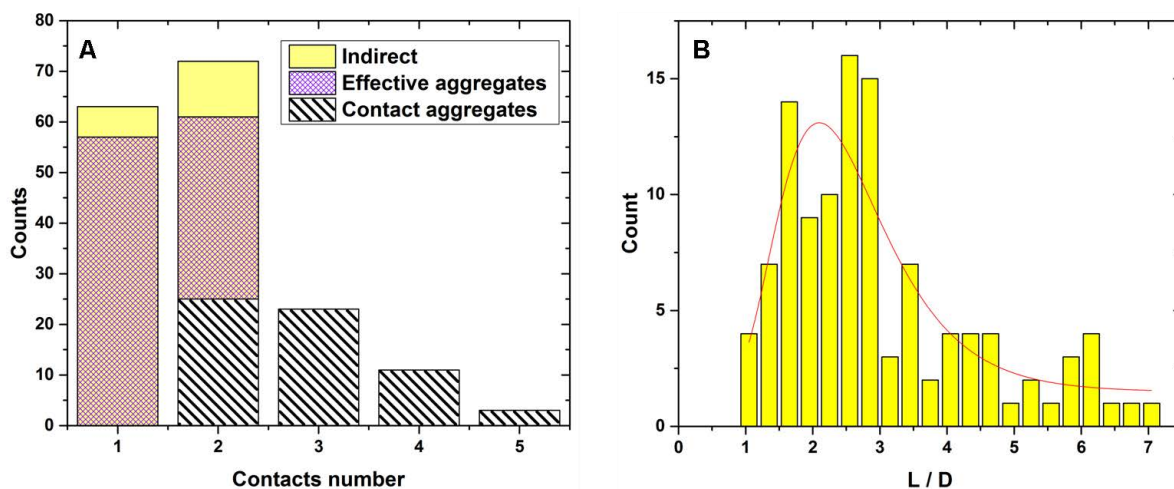 A
Indirect
Effective aggregates
Contact aggregates
80
70
60
50
40
30
20
10
0
Counts
1 2 3 4 5
Contacts number
B
15
10
5
0
Count
0 1 2 3 4 5 6 7
L / D